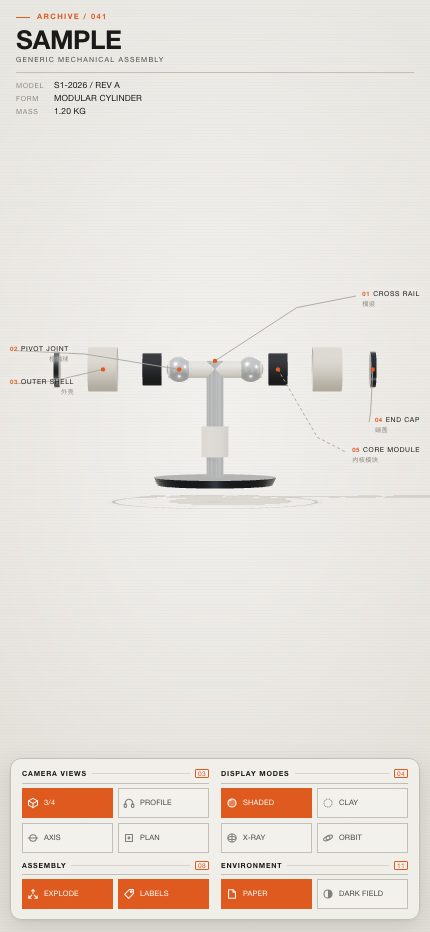 ARCHIVE / 041
SAMPLE
GENERIC MECHANICAL ASSEMBLY
MODEL S1-2026 / REV A
FORM MODULAR CYLINDER
MASS 1.20 KG
01 CROSS RAIL
02 PIVOT JOINT
03 OUTER SHELL
外壳
04 END CAP
端盖
05 CORE MODULE
内核模块
CAMERA VIEWS 03
3/4
PROFILE
AXIS
PLAN
DISPLAY MODES 04
SHADED
CLAY
X-RAY
ORBIT
ASSEMBLY 08
EXPLODE
LABELS
ENVIRONMENT 11
PAPER
DARK FIELD